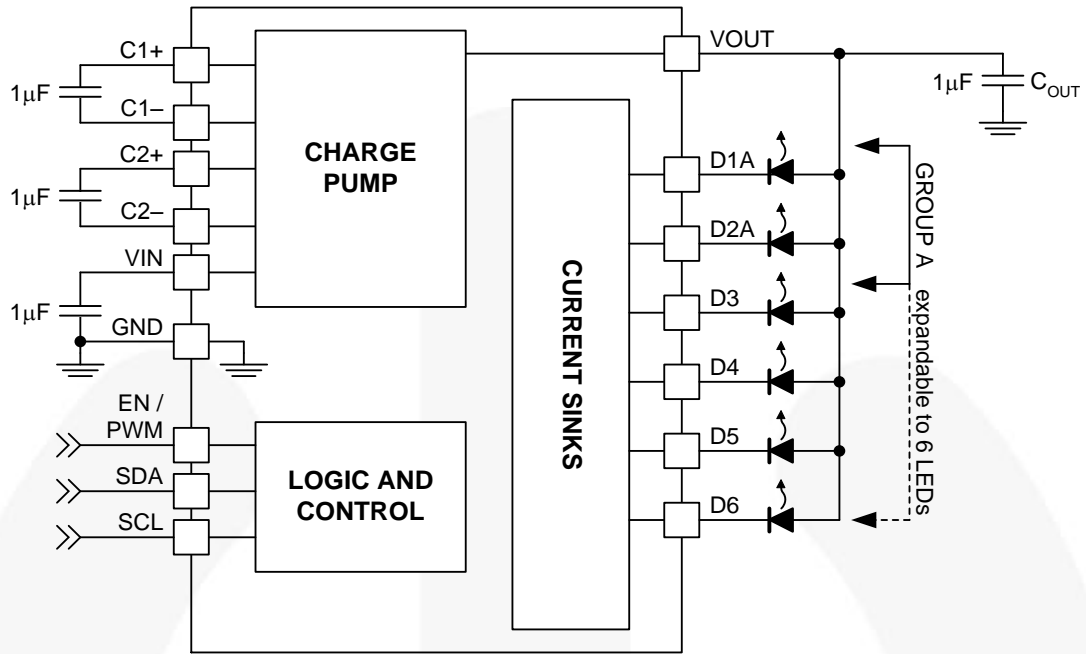 C1+
1µF
C1–
C2+
1µF
C2–
VIN
1µF
GND
EN /
PWM
SDA
SCL
CHARGE
PUMP
LOGIC AND
CONTROL
CURRENT SINKS
VOUT
1µF
COUT
D1A
D2A
D3
D4
D5
D6
GROUP A expandable to 6 LEDs